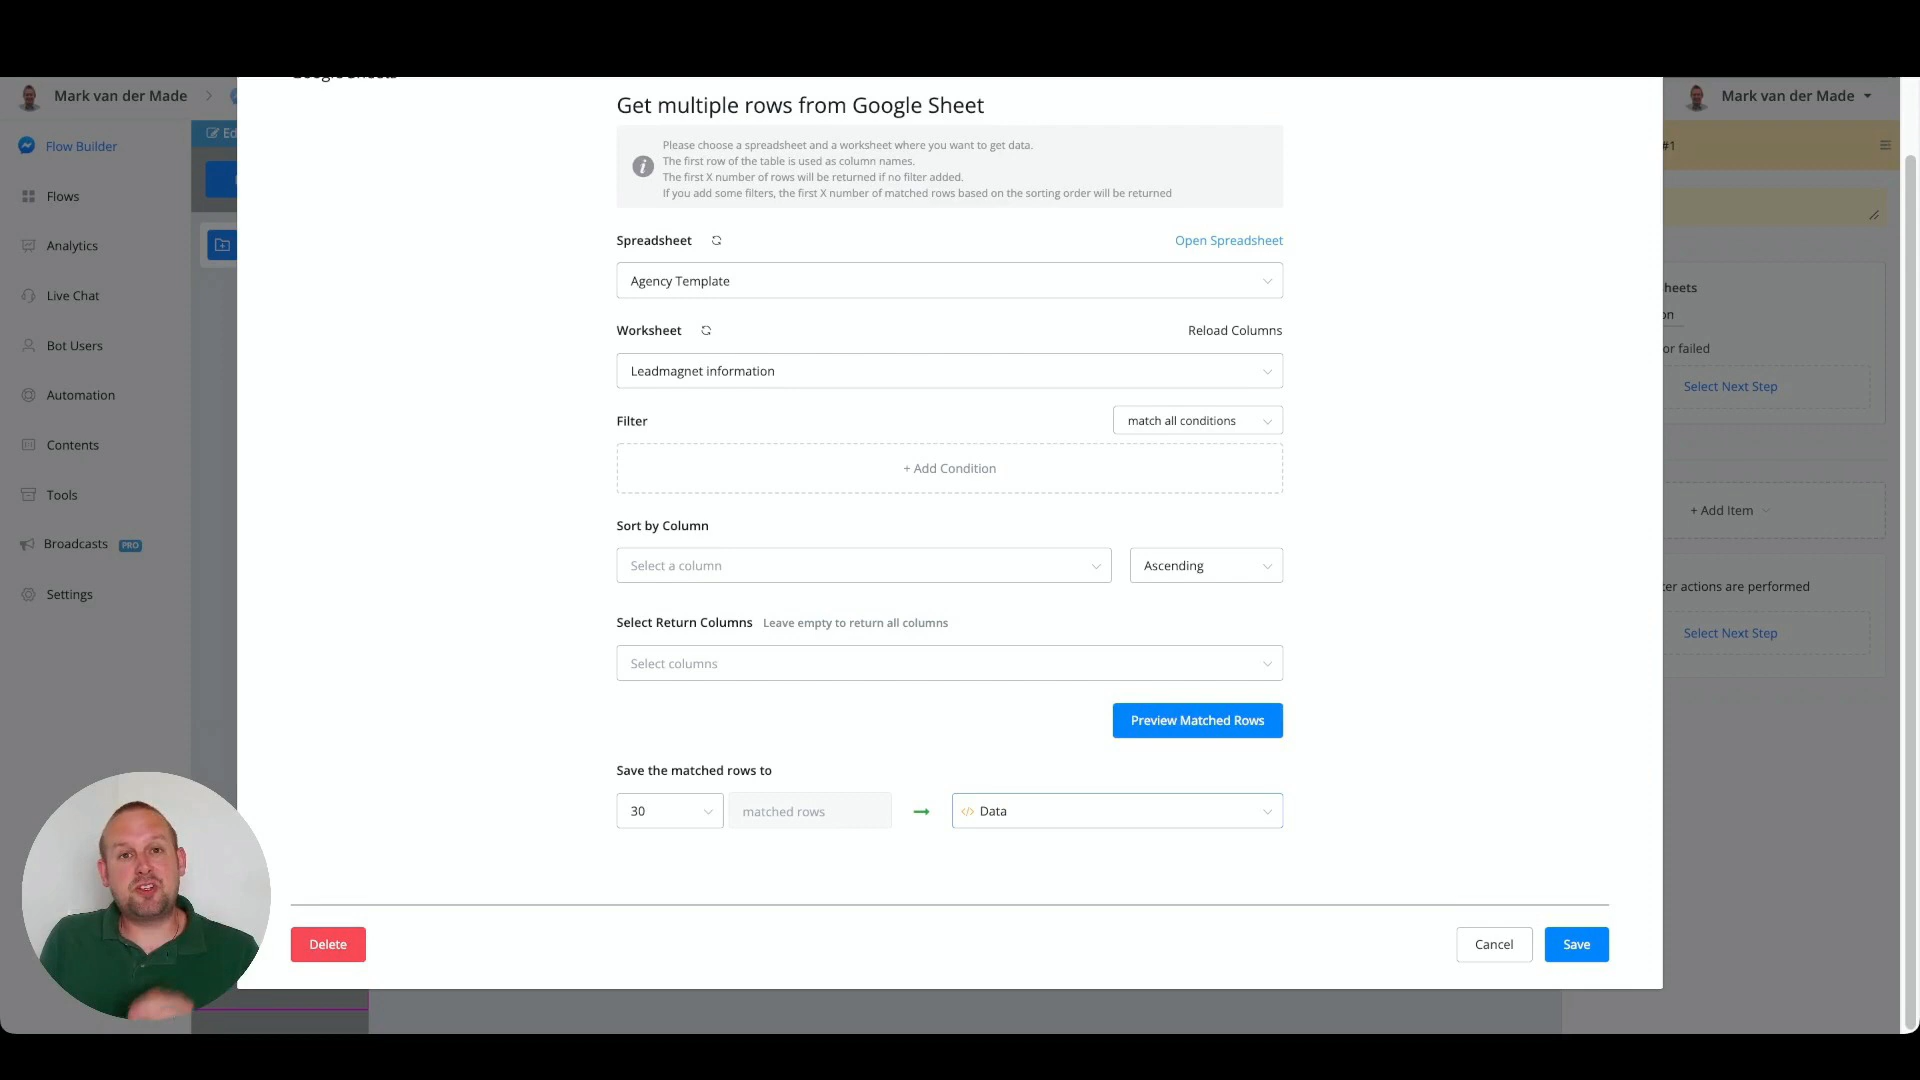 Mark van der Made
Flow Builder
Flows
Analytics
Live Chat
Bot Users
Automation
Contents
Tools
Broadcasts PRO
Settings
Ed
Google Sheets
Get multiple rows from Google Sheet
Please choose a spreadsheet and a worksheet where you want to get data.
The first row of the table is used as column names.
The first X number of rows will be returned if no filter added.
If you add some filters, the first X number of matched rows based on the sorting order will be returned
Spreadsheet
Open Spreadsheet
Agency Template
Worksheet
Reload Columns
Leadmagnet information
Filter
match all conditions
+ Add Condition
Sort by Column
Select a column
Ascending
Select Return Columns Leave empty to return all columns
Select columns
Preview Matched Rows
Save the matched rows to
30
matched rows
</> Data
Delete
Cancel
Save
Mark van der Made
#1
heets
on
or failed
Select Next Step
+ Add Item
ter actions are performed
Select Next Step